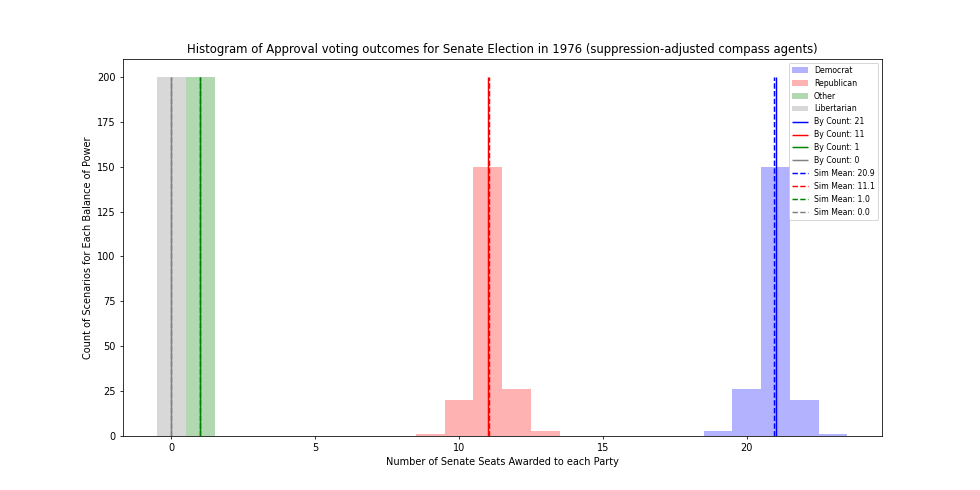 Histogram of Approval voting outcomes for Senate Election in 1976 (suppression-adjusted compass agents)
Count of Scenarios for Each Balance of Power
200
175
150
125
100
75
50
25
0
Democrat
Republican
Other
Libertarian
By Count: 21
By Count: 11
By Count: 1
By Count: 0
Sim Mean: 20.9
Sim Mean: 11.1
Sim Mean: 1.0
Sim Mean: 0.0
0 5 10 15 20
Number of Senate Seats Awarded to each Party